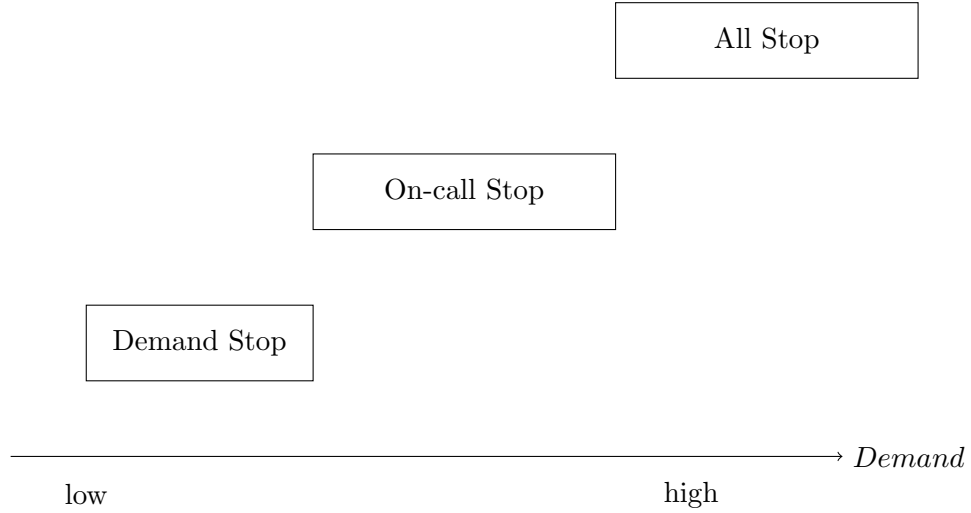 All Stop
On-call Stop
Demand Stop
Demand
low
high